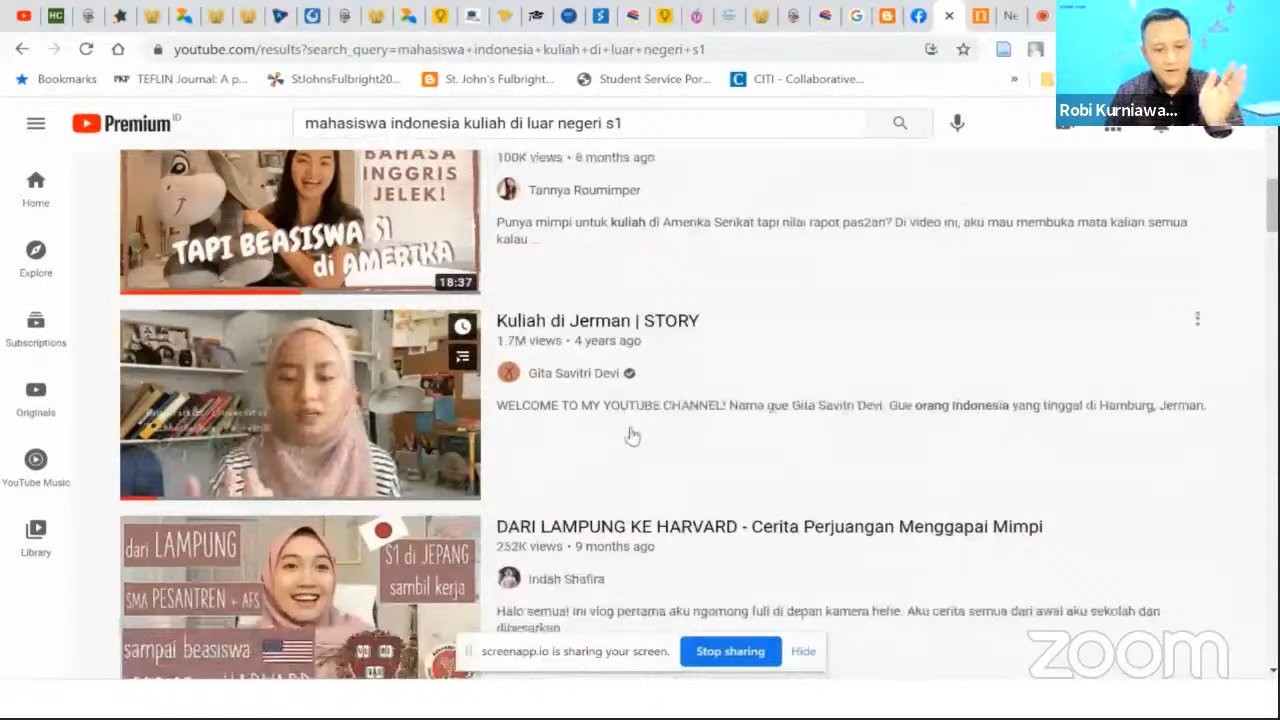 HC
Ne
youtube.com/results?search_query=mahasiswa+indonesia+kuliah+di+luar+negeri+s1
Bookmarks
PKP TEFLIN Journal: A p...
StJohnsFulbright20...
St. John's Fulbright...
Student Service Por...
CITI - Collaborative...
»
Robi Kurniawa...
Premium ID
mahasiswa indonesia kuliah di luar negeri s1
Home
Explore
Subscriptions
Originals
YouTube Music
Library
BAHASA
INGGRIS
JELEK!
TAPI BEASISWA S1
di AMERIKA
18:37
100K views • 8 months ago
Tannya Roumimper
Punya mimpi untuk kuliah di Amerika Serikat tapi nilai rapot pas2an? Di video ini, aku mau membuka mata kalian semua
kalau ...
Kuliah di Jerman | STORY
1.7M views • 4 years ago
Gita Savitri Devi
WELCOME TO MY YOUTUBE CHANNEL! Nama gue Gita Savitri Devi. Gue orang Indonesia yang tinggal di Hamburg, Jerman.
dari LAMPUNG
SMA PESANTREN + AFS
S1 di JEPANG
sambil kerja
sampai beasiswa
DARI LAMPUNG KE HARVARD - Cerita Perjuangan Menggapai Mimpi
252K views • 9 months ago
Indah Shafira
Halo semua! Ini vlog pertama aku ngomong full di depan kamera hehe. Aku cerita semua dari awal aku sekolah dan
dibesarkan
screenapp.io is sharing your screen.
Stop sharing
Hide
zoom